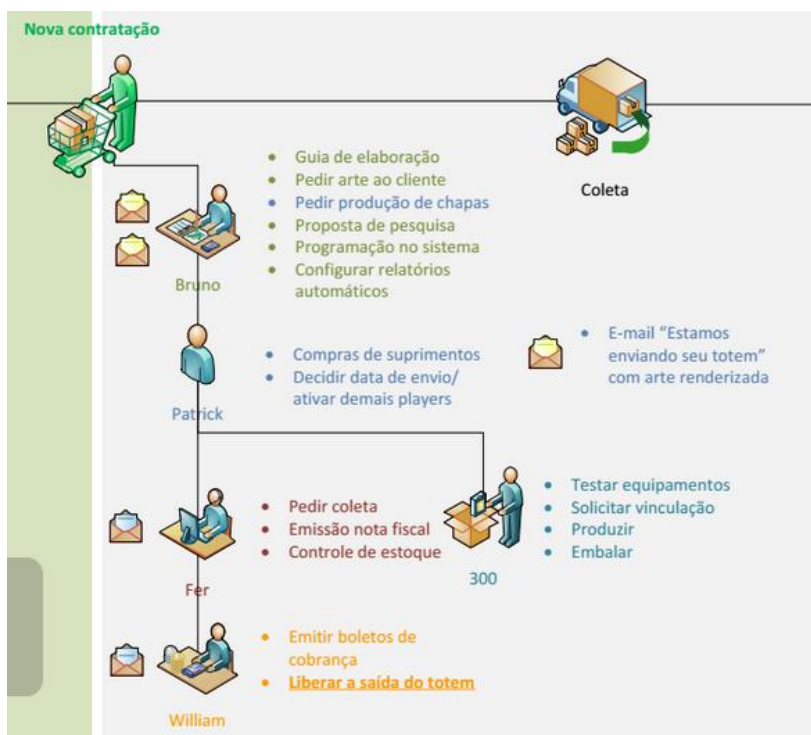 Nova contratação
Coleta
• Guia de elaboração
• Pedir arte ao cliente
• Pedir produção de chapas
• Proposta de pesquisa
• Programação no sistema
• Configurar relatórios
automáticos
Bruno
• Compras de suprimentos
• Decidir data de envio/
ativar demais players
Patrick
• E-mail “Estamos
enviando seu totem”
com arte renderizada
• Pedir coleta
• Emissão nota fiscal
• Controle de estoque
Fer
• Testar equipamentos
• Solicitar vinculação
• Produzir
• Embalar
300
• Emitir boletos de
cobrança
• Liberar a saída do totem
William